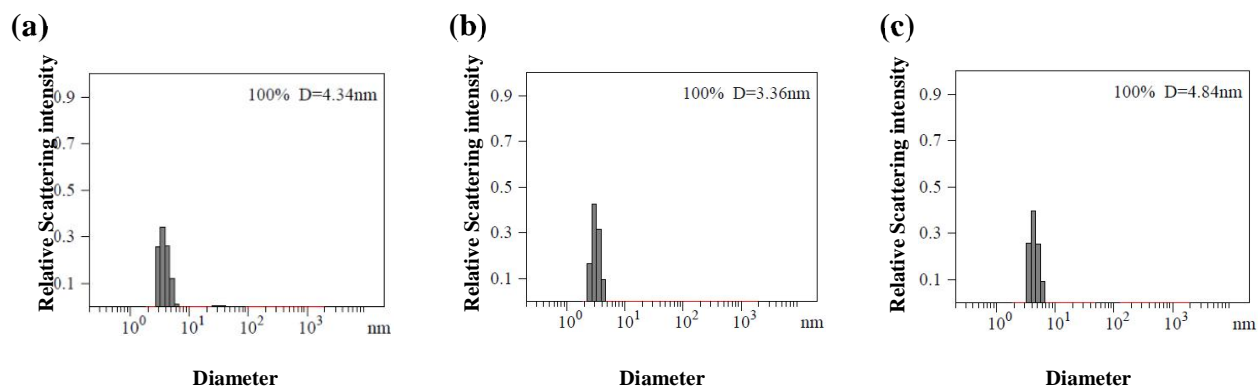 (a)
Relative Scattering intensity
0.9
0.7
0.5
0.3
0.1
100% D=4.34nm
10⁰ 10¹ 10² 10³ nm
Diameter
(b)
Relative Scattering intensity
0.9
0.7
0.5
0.3
0.1
100% D=3.36nm
10⁰ 10¹ 10² 10³ nm
Diameter
(c)
Relative Scattering intensity
0.9
0.7
0.5
0.3
0.1
100% D=4.84nm
10⁰ 10¹ 10² 10³ nm
Diameter